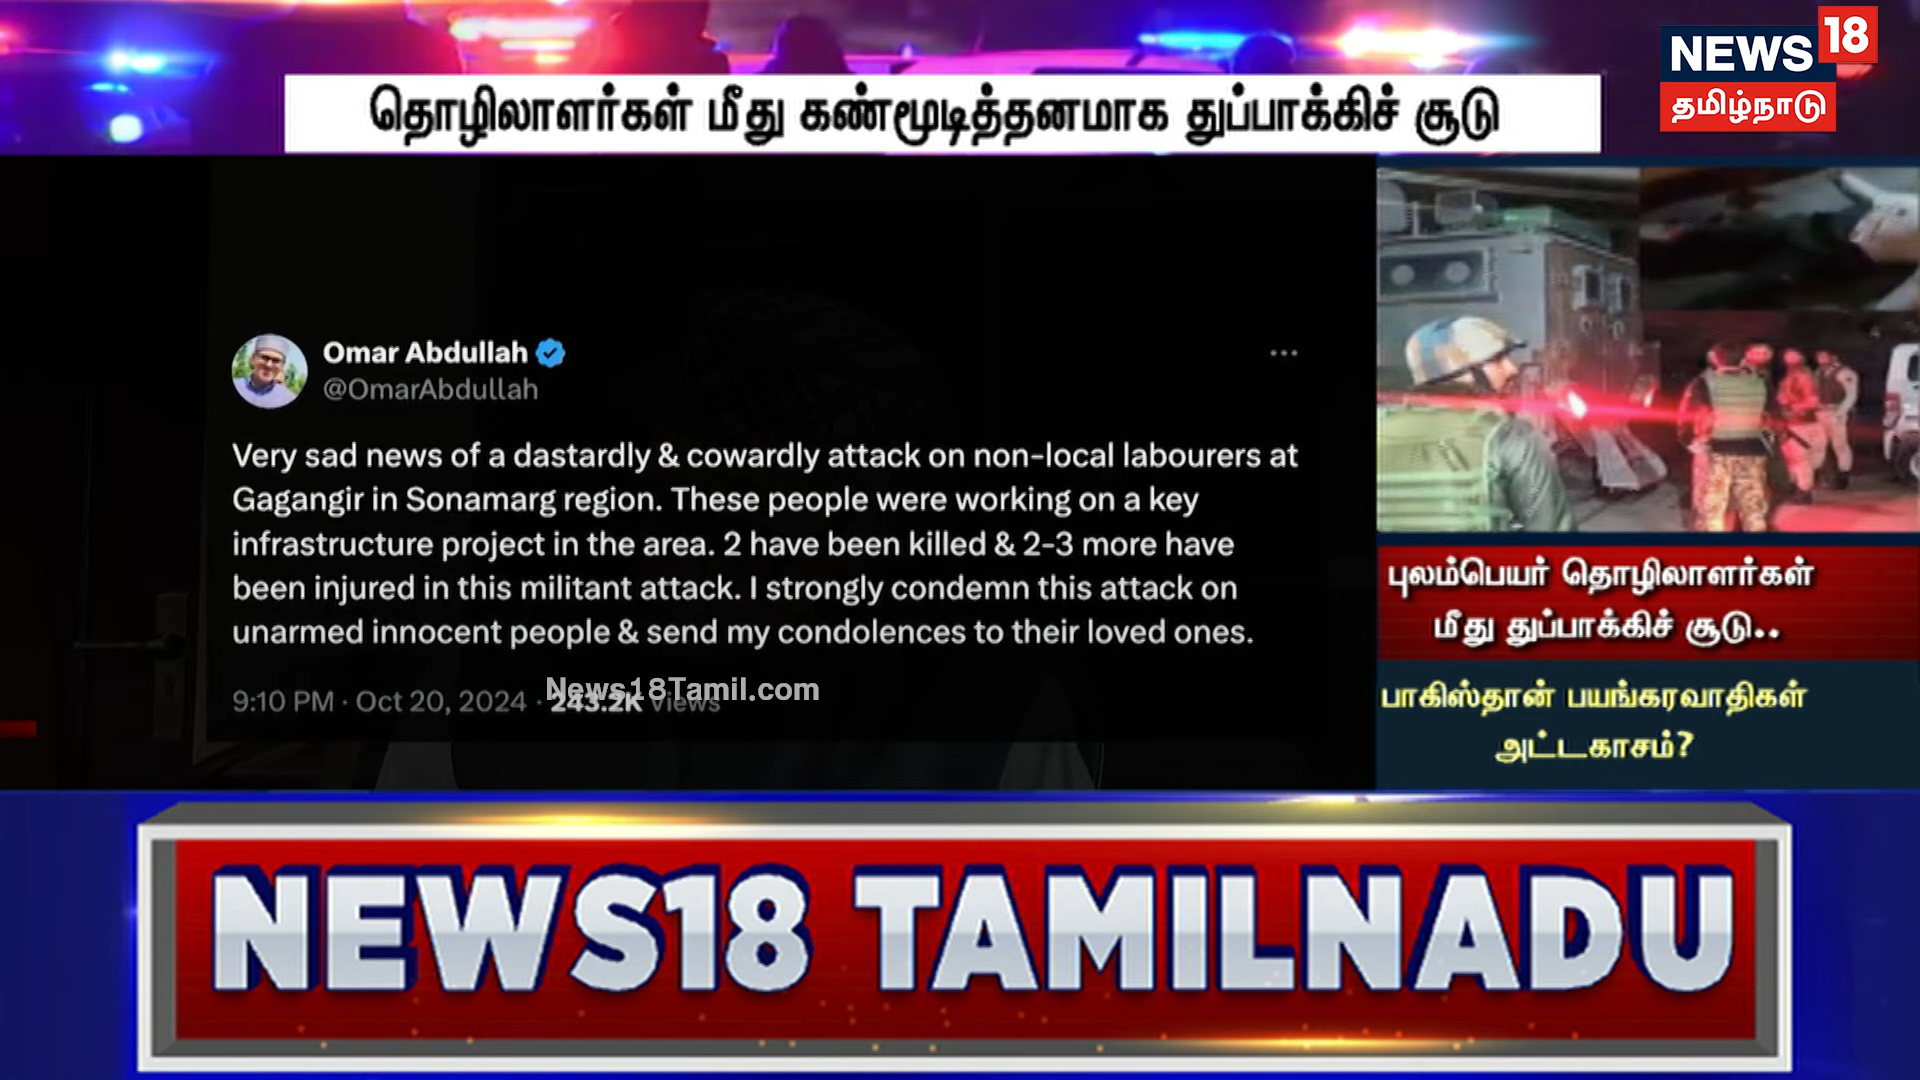 NEWS 18
தமிழ்நாடு
தொழிலாளர்கள் மீது கண்மூடித்தனமாக துப்பாக்கிச் சூடு
Omar Abdullah
@OmarAbdullah
Very sad news of a dastardly & cowardly attack on non-local labourers at
Gagangir in Sonamarg region. These people were working on a key
infrastructure project in the area. 2 have been killed & 2-3 more have
been injured in this militant attack. I strongly condemn this attack on
unarmed innocent people & send my condolences to their loved ones.
9:10 PM · Oct 20, 2024 · 243.2K Views
News18Tamil.com
புலம்பெயர் தொழிலாளர்கள்
மீது துப்பாக்கிச் சூடு..
பாகிஸ்தான் பயங்கரவாதிகள்
அட்டகாசம்?
NEWS18 TAMILNADU